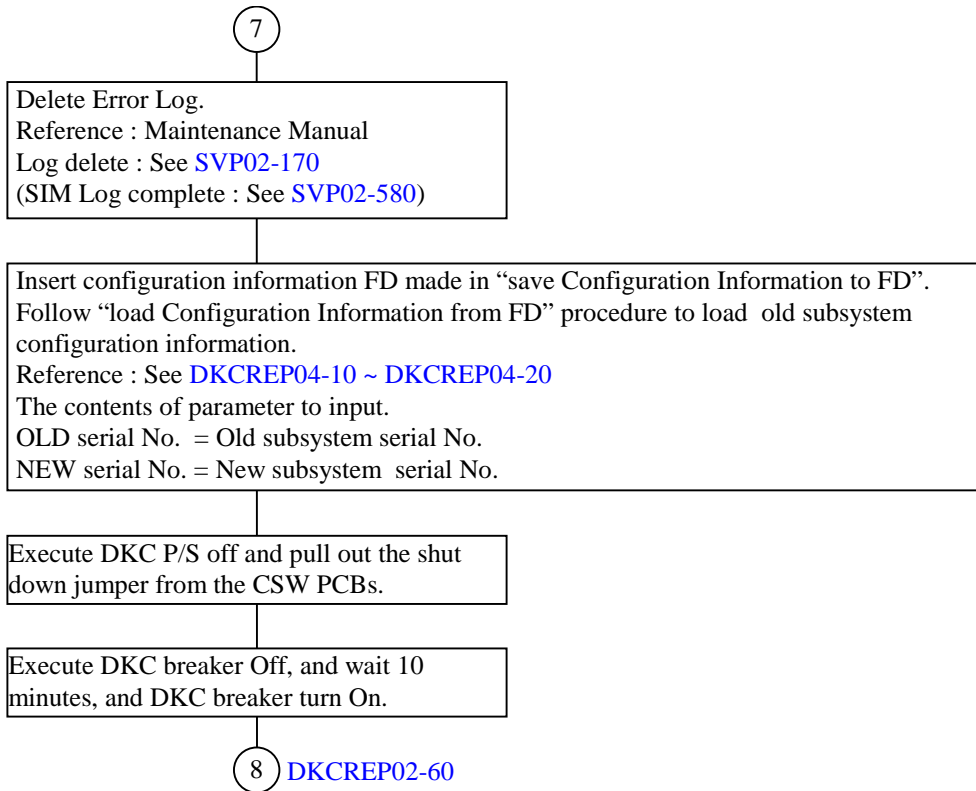 7
Delete Error Log.
Reference : Maintenance Manual
Log delete : See SVP02-170
(SIM Log complete : See SVP02-580)
Insert configuration information FD made in “save Configuration Information to FD”.
Follow “load Configuration Information from FD” procedure to load old subsystem
configuration information.
Reference : See DKCREP04-10 ~ DKCREP04-20
The contents of parameter to input.
OLD serial No. = Old subsystem serial No.
NEW serial No. = New subsystem serial No.
Execute DKC P/S off and pull out the shut
down jumper from the CSW PCBs.
Execute DKC breaker Off, and wait 10
minutes, and DKC breaker turn On.
8 DKCREP02-60